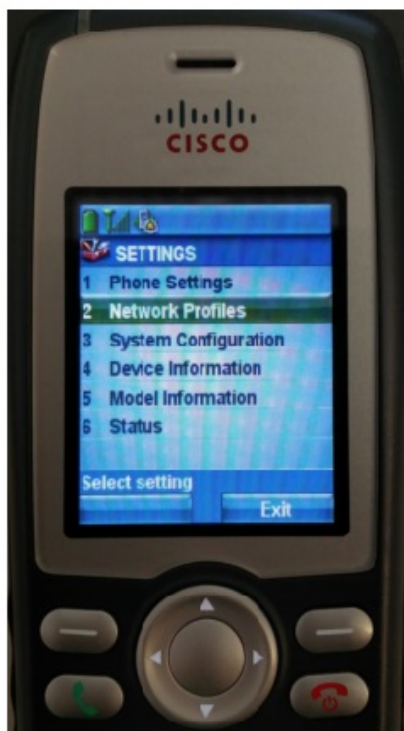 CISCO
SETTINGS
1 Phone Settings
2 Network Profiles
3 System Configuration
4 Device Information
5 Model Information
6 Status
Select setting
Exit